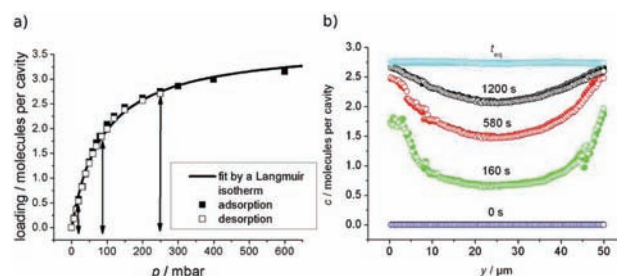 a)
loading / molecules per cavity
3.5
3.0
2.5
2.0
1.5
1.0
0.5
0.0
fit by a Langmuir
isotherm
adsorption
desorption
0 100 200 300 400 500 600
p / mbar
b)
c / molecules per cavity
3.0
2.5
2.0
1.5
1.0
0.5
0.0
t eq
1200 s
580 s
160 s
0 s
0 10 20 30 40 50
y / μm